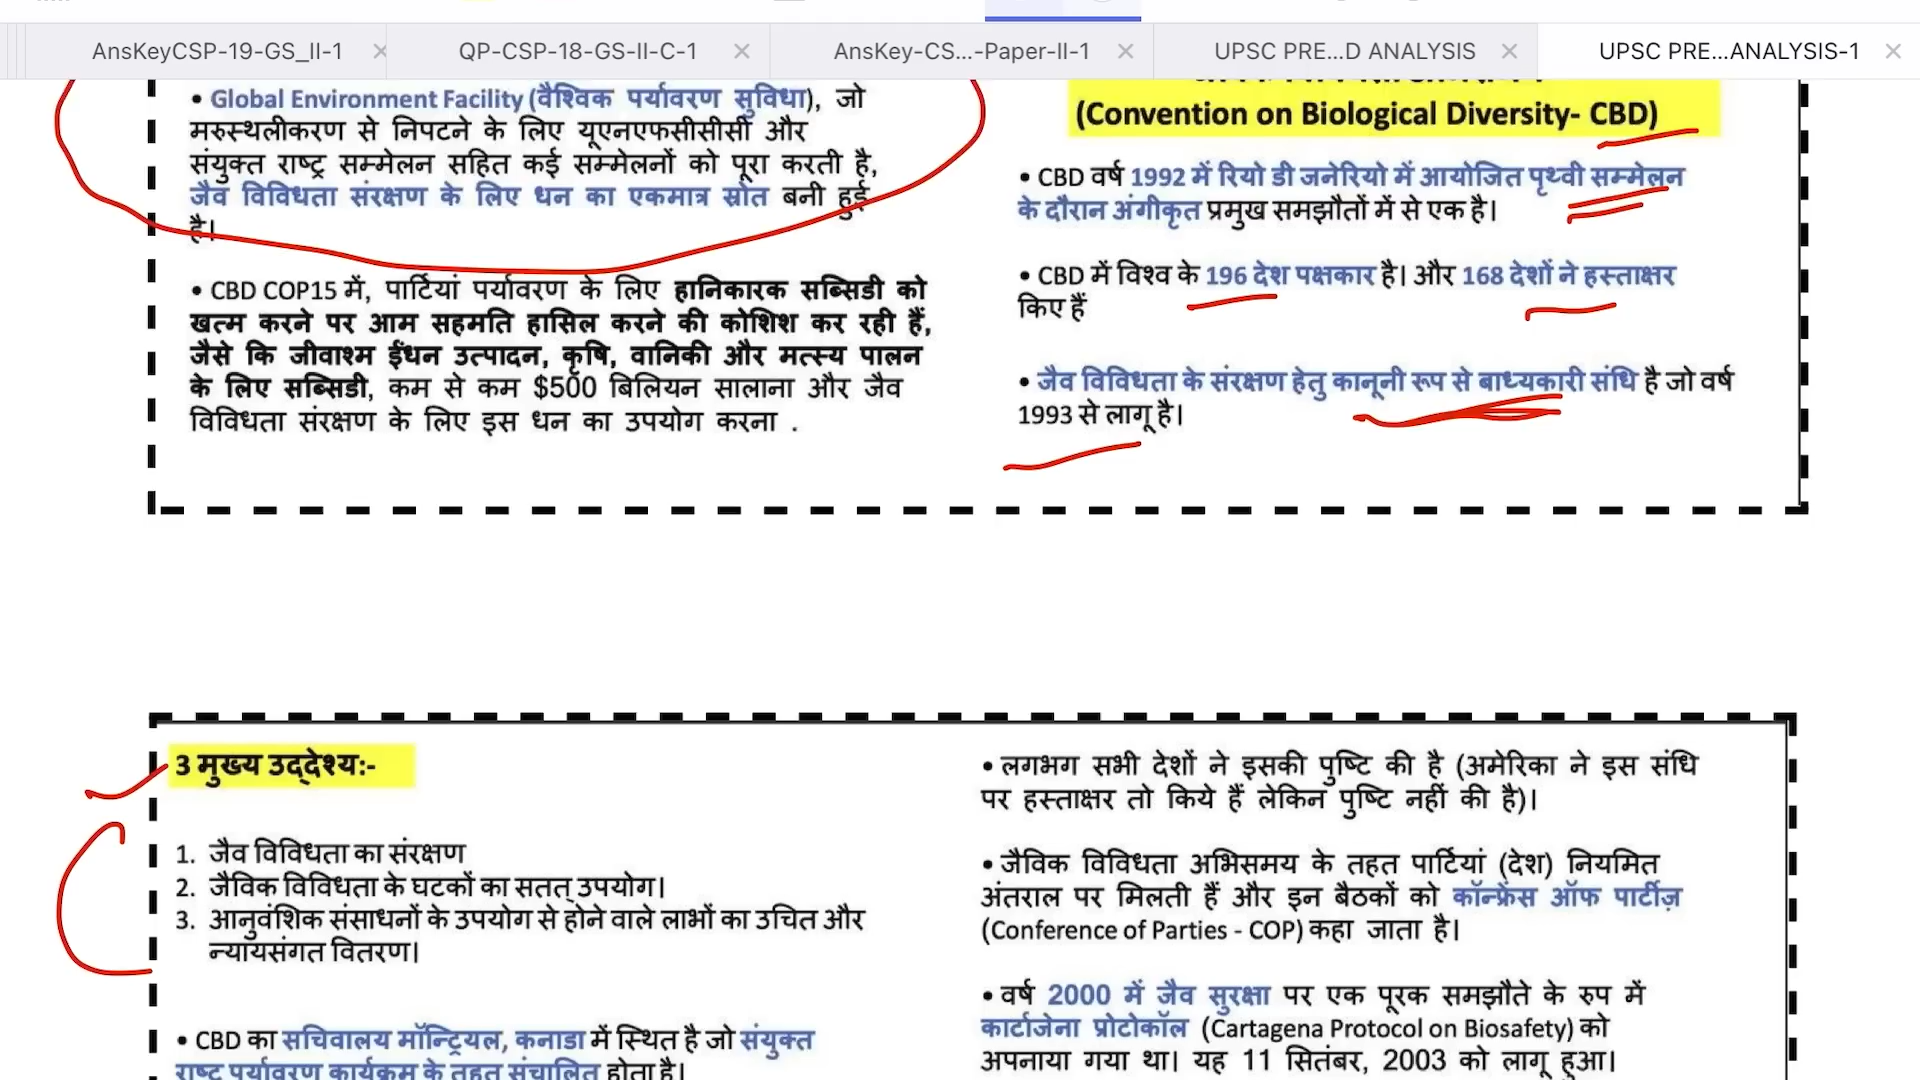 AnsKeyCSP-19-GS_II-1
QP-CSP-18-GS-II-C-1
AnsKey-CS...-Paper-II-1
UPSC PRE...D ANALYSIS
UPSC PRE...ANALYSIS-1
• Global Environment Facility (वैश्विक पर्यावरण सुविधा), जो
मरुस्थलीकरण से निपटने के लिए यूएनएफसीसीसी और
संयुक्त राष्ट्र सम्मेलन सहित कई सम्मेलनों को पूरा करती है,
जैव विविधता संरक्षण के लिए धन का एकमात्र स्रोत बनी हुई
है।
• CBD COP15 में, पार्टियां पर्यावरण के लिए हानिकारक सब्सिडी को
खत्म करने पर आम सहमति हासिल करने की कोशिश कर रही हैं,
जैसे कि जीवाश्म ईंधन उत्पादन, कृषि, वानिकी और मत्स्य पालन
के लिए सब्सिडी, कम से कम $500 बिलियन सालाना और जैव
विविधता संरक्षण के लिए इस धन का उपयोग करना .
(Convention on Biological Diversity- CBD)
• CBD वर्ष 1992 में रियो डी जनेरियो में आयोजित पृथ्वी सम्मेलन
के दौरान अंगीकृत प्रमुख समझौतों में से एक है।
• CBD में विश्व के 196 देश पक्षकार है। और 168 देशों ने हस्ताक्षर
किए हैं
• जैव विविधता के संरक्षण हेतु कानूनी रूप से बाध्यकारी संधि है जो वर्ष
1993 से लागू है।
3 मुख्य उद्देश्य:-
1. जैव विविधता का संरक्षण
2. जैविक विविधता के घटकों का सतत् उपयोग।
3. आनुवंशिक संसाधनों के उपयोग से होने वाले लाभों का उचित और
न्यायसंगत वितरण।
• CBD का सचिवालय मॉन्ट्रियल, कनाडा में स्थित है जो संयुक्त
राष्ट्र पर्यावरण कार्यक्रम के तहत संचालित होता है।
• लगभग सभी देशों ने इसकी पुष्टि की है (अमेरिका ने इस संधि
पर हस्ताक्षर तो किये हैं लेकिन पुष्टि नहीं की है)।
• जैविक विविधता अभिसमय के तहत पार्टियां (देश) नियमित
अंतराल पर मिलती हैं और इन बैठकों को कॉन्फ्रेंस ऑफ पार्टीज़
(Conference of Parties - COP) कहा जाता है।
• वर्ष 2000 में जैव सुरक्षा पर एक पूरक समझौते के रुप में
कार्टाजेना प्रोटोकॉल (Cartagena Protocol on Biosafety) को
अपनाया गया था। यह 11 सितंबर, 2003 को लागू हुआ।